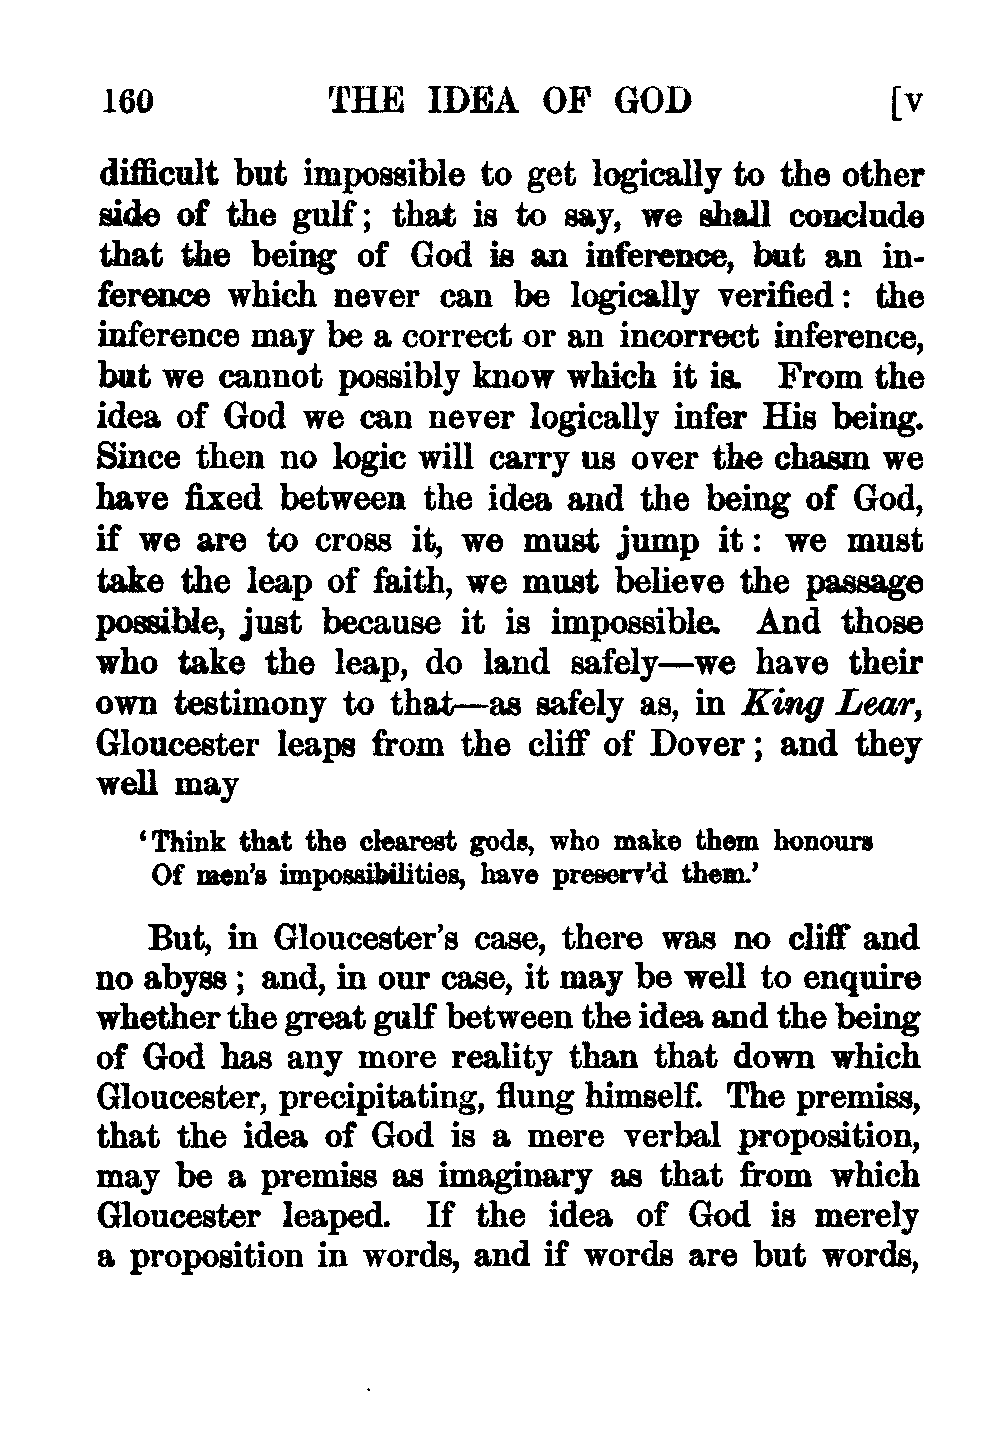 160 THE IDEA OF GOD [V
difficult but impossible to get logically to the other
side of the gulf; that is to say, we shall conclude
that the being of God is an inference, but an in-
ference which never can be logically verified: the
inference may be a correct or an incorrect inference,
but we cannot possibly know which it is. From the
idea of God we can never logically infer His being.
Since then no logic will carry us over the chasm we
have fixed between the idea and the being of God,
if we are to cross it, we must jump it: we must
take the leap of faith, we must believe the passage
possible, just because it is impossible. And those
who take the leap, do land safely—we have their
own testimony to that—as safely as, in King Lear,
Gloucester leaps from the cliff of Dover; and they
well may
'Think that the clearest gods, who make them honours
Of men's impossibilities, have preserv'd them.'
But, in Gloucester's case, there was no cliff and
no abyss; and, in our case, it may be well to enquire
whether the great gulf between the idea and the being
of God has any more reality than that down which
Gloucester, precipitating, flung himself. The premiss,
that the idea of God is a mere verbal proposition,
may be a premiss as imaginary as that from which
Gloucester leaped. If the idea of God is merely
a proposition in words, and if words are but words,